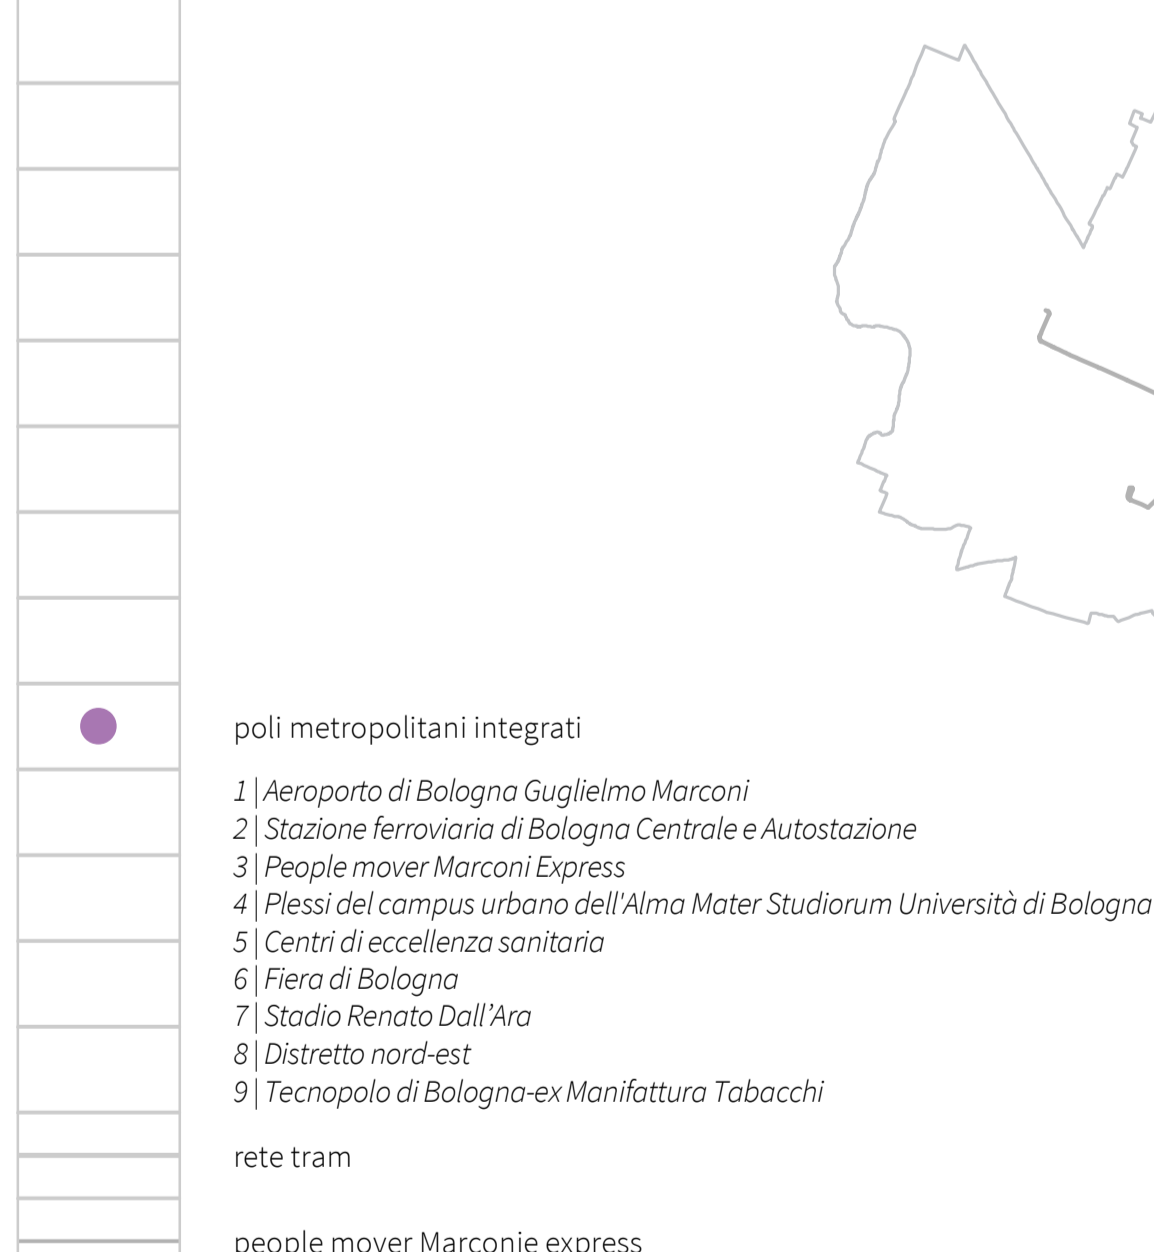 poli metropolitani integrati
1 | Aeroporto di Bologna Guglielmo Marconi
2 | Stazione ferroviaria di Bologna Centrale e Autostazione
3 | People mover Marconi Express
4 | Plessi del campus urbano dell'Alma Mater Studiorum Università di Bologna
5 | Centri di eccellenza sanitaria
6 | Fiera di Bologna
7 | Stadio Renato Dall’Ara
8 | Distretto nord-est
9 | Tecnopolo di Bologna-ex Manifattura Tabacchi
rete tram
people mover Marconie express